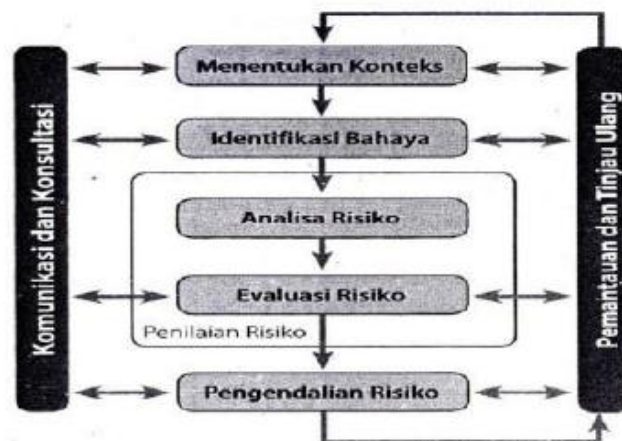 Menentukan Konteks
Identifikasi Bahaya
Analisa Risiko
Evaluasi Risiko
Penilaian Risiko
Pengendalian Risiko
Komunikasi dan Konsultasi
Pemantauan dan Tinjau Ulang